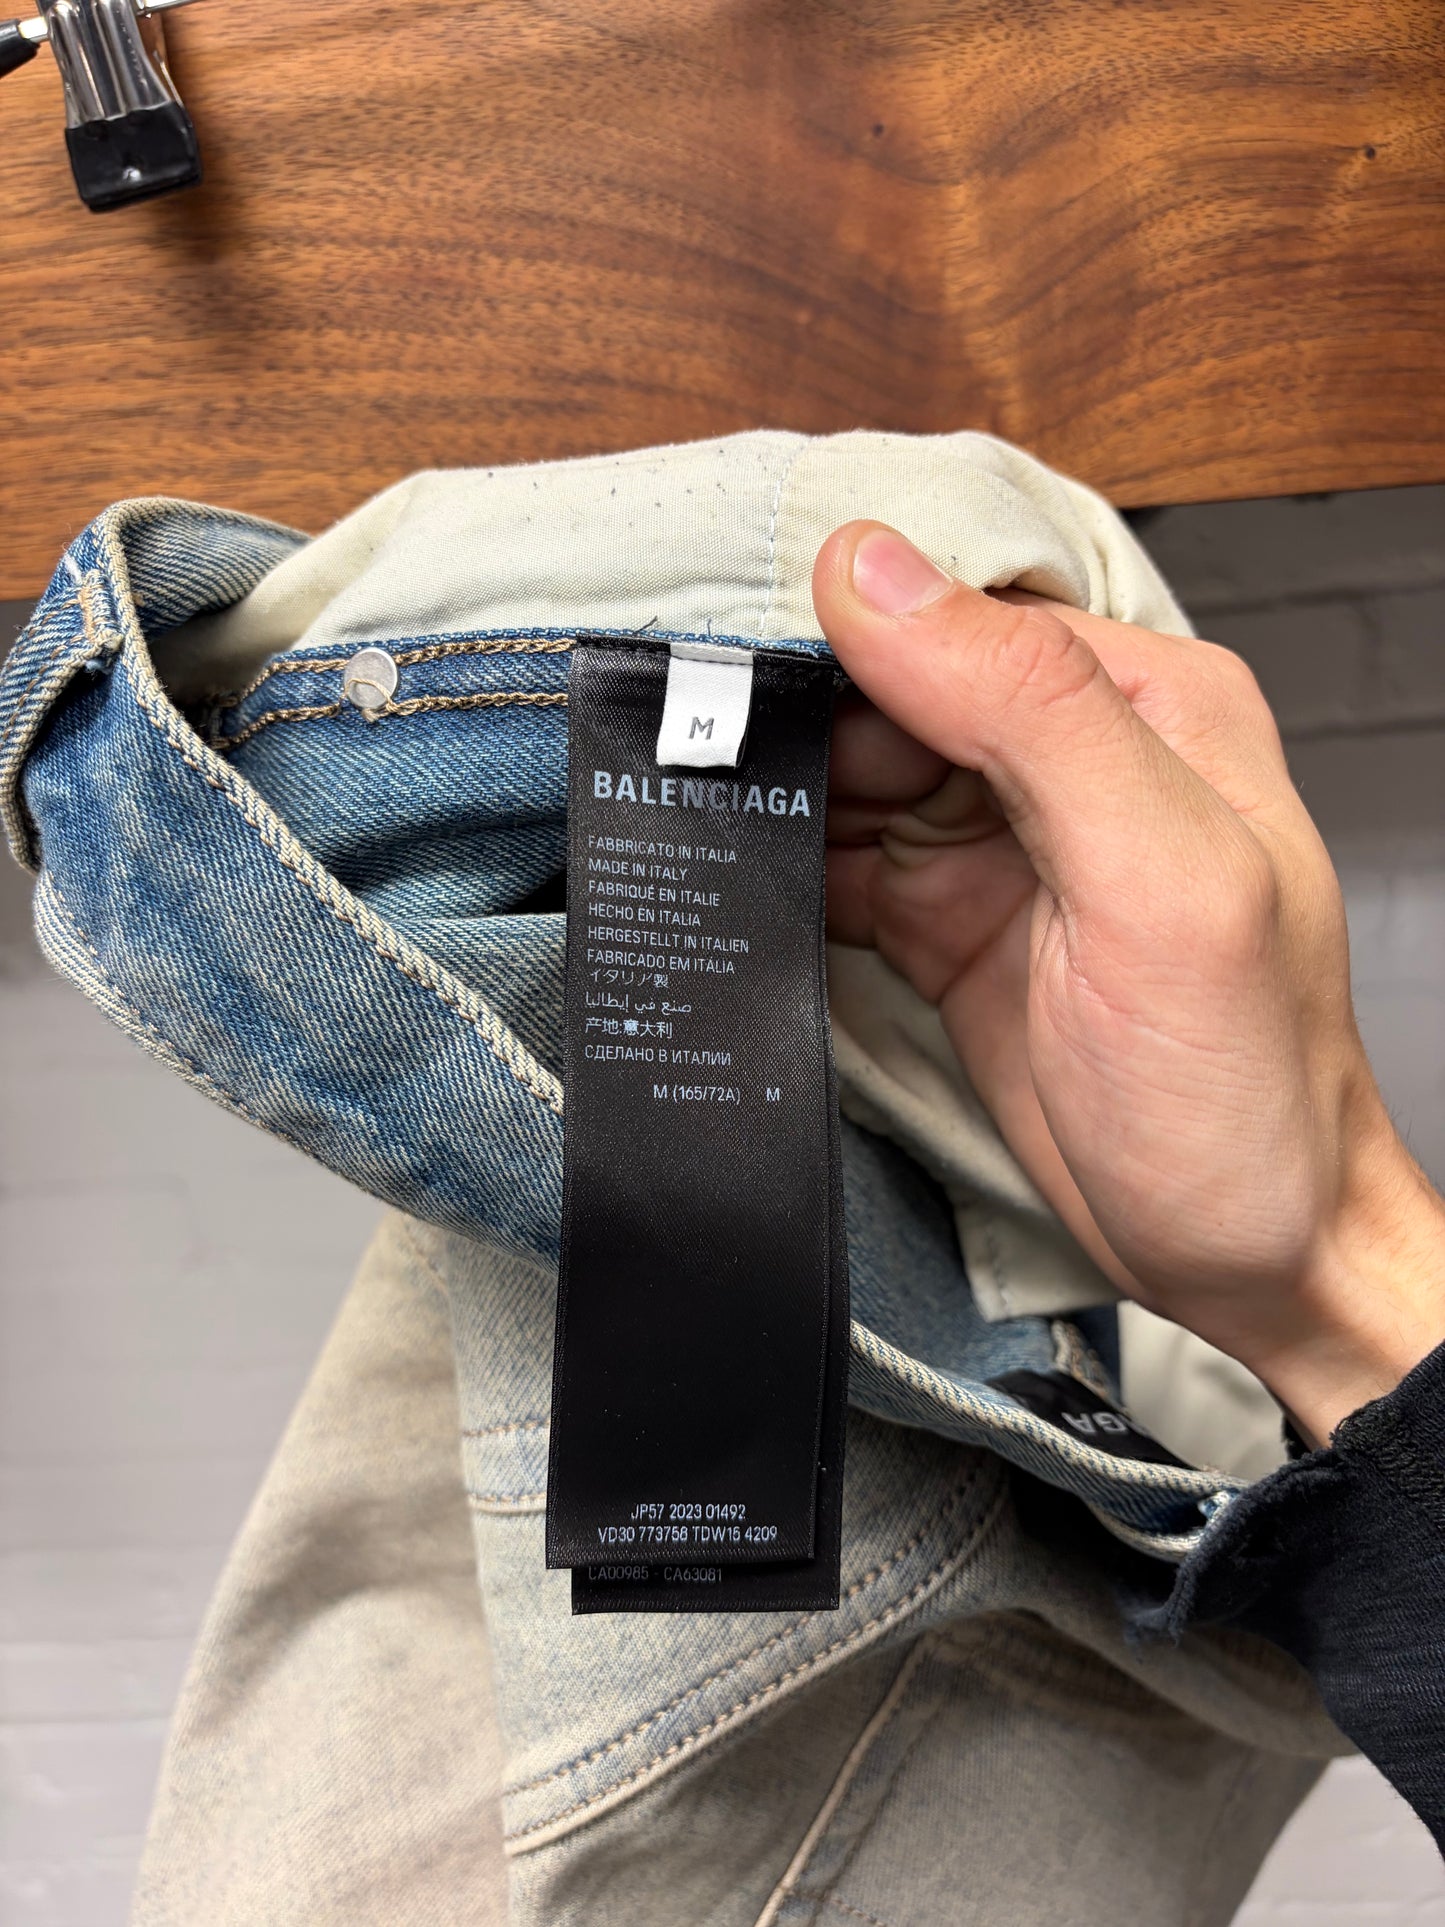 M
BALENCIAGA
FABBRICATO IN ITALIA
MADE IN ITALY
FABRIQUÉ EN ITALIE
HECHO EN ITALIA
HERGESTELLT IN ITALIEN
FABRICADO EM ITÁLIA
イタリア製
صنع في إيطاليا
产地:意大利
СДЕЛАНО В ИТАЛИИ
M (165/72A) M
JP57 2023 01492
VD30 773758 TDW15 4209
CA00985 - CA63081